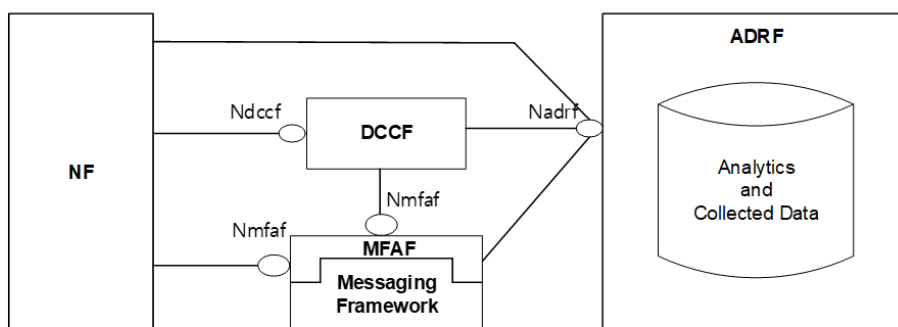 ADRF
Ndccf
Nadrf
DCCF
NF
Analytics
and
Collected Data
Nmfaf
Nmfaf
MFAF
Messaging
Framework